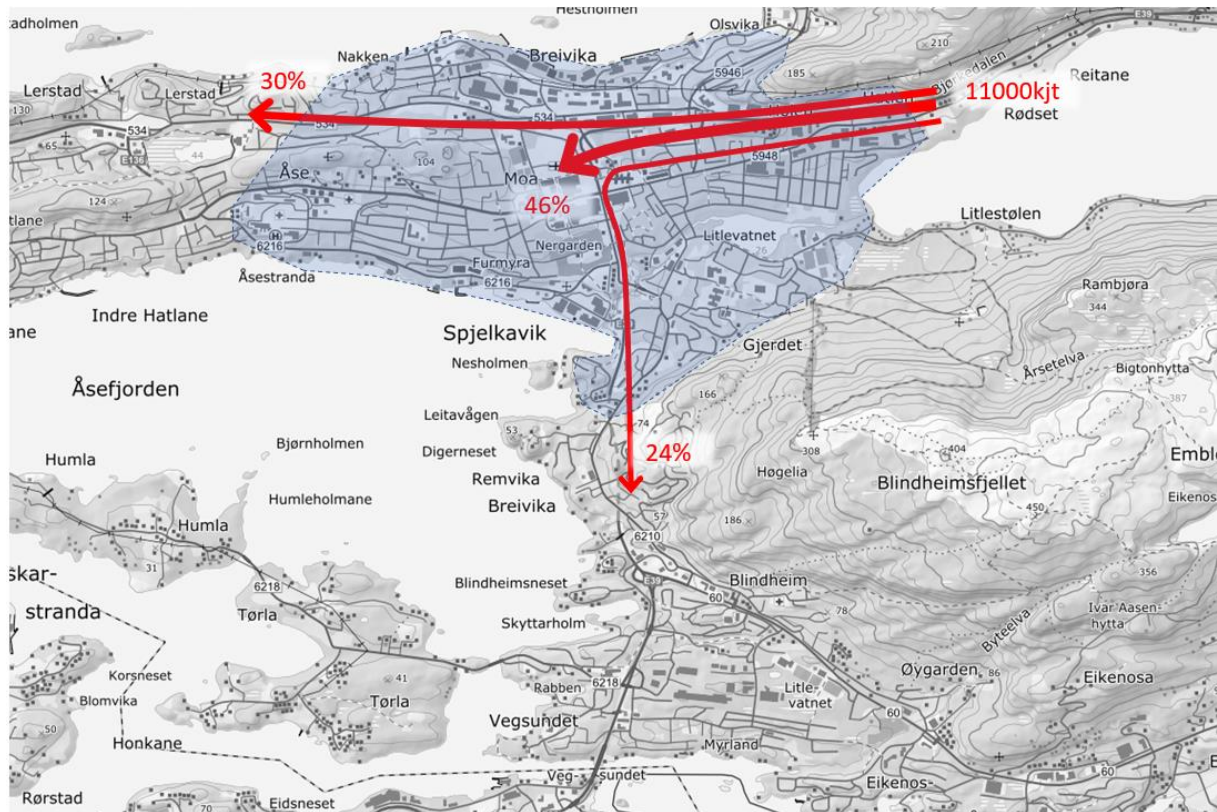 stadholmen
Hestholmen
Olsvika
E39
Nakken
Breivika
210
Lerstad
30%
Lerstad
5946
185
Bjørkedalen
Reitane
130
11000kjt
Rødset
534
534
534
65
44
E136
5948
Åse
104
Moa
124
46%
Litlestølen
tlane
Nergarden
Litlevatnet
26
6216
Furmyra
6216
Åsestranda
Rambjøra
344
Indre Hatlane
ane
Spjelkavik
Gjerdet
Årsetelva
Nesholmen
Bigtonhytta
Åsefjorden
166
387
Leitavågen
74
Bjørnholmen
53
Digerneset
24%
308
404
Humla
Remvika
Høgelia
Blindheimsfjellet
Humleholmane
Breivika
Eikenos
450
57
186
Humla
6210
31
356
skar-
6218
Blindheimsneset
Blindheim
E39
60
stranda
Tørla
78
Ivar Aasen-
hytta
Skyttarholm
Byteelva
Øygarden
86
Korsneset
41
6218
Eikenosa
Rabben
Litle-
vatnet
Blomvika
Tørla
60
50
Vegsundet
Honkane
Myrland
60
Veg-
sundet
Eikenos-
Rørstad
70
Eidsneset